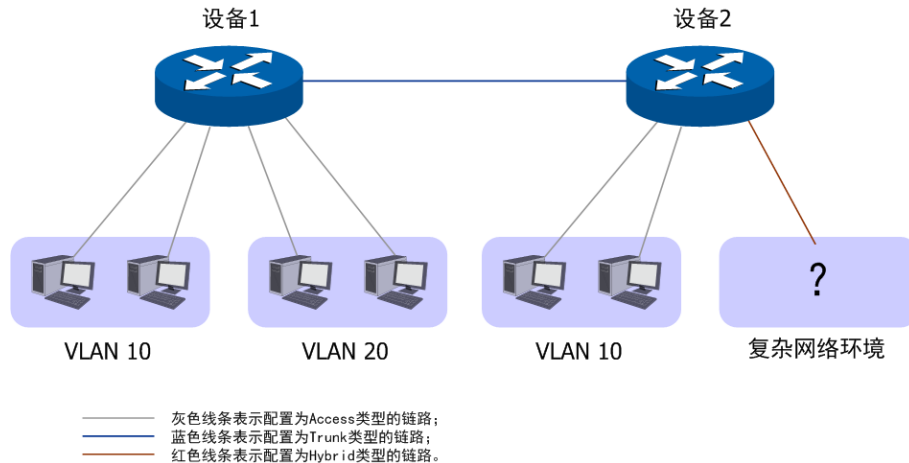 设备1
设备2
VLAN 10
VLAN 20
VLAN 10
?
复杂网络环境
灰色线条表示配置为Access类型的链路;
蓝色线条表示配置为Trunk类型的链路;
红色线条表示配置为Hybrid类型的链路。